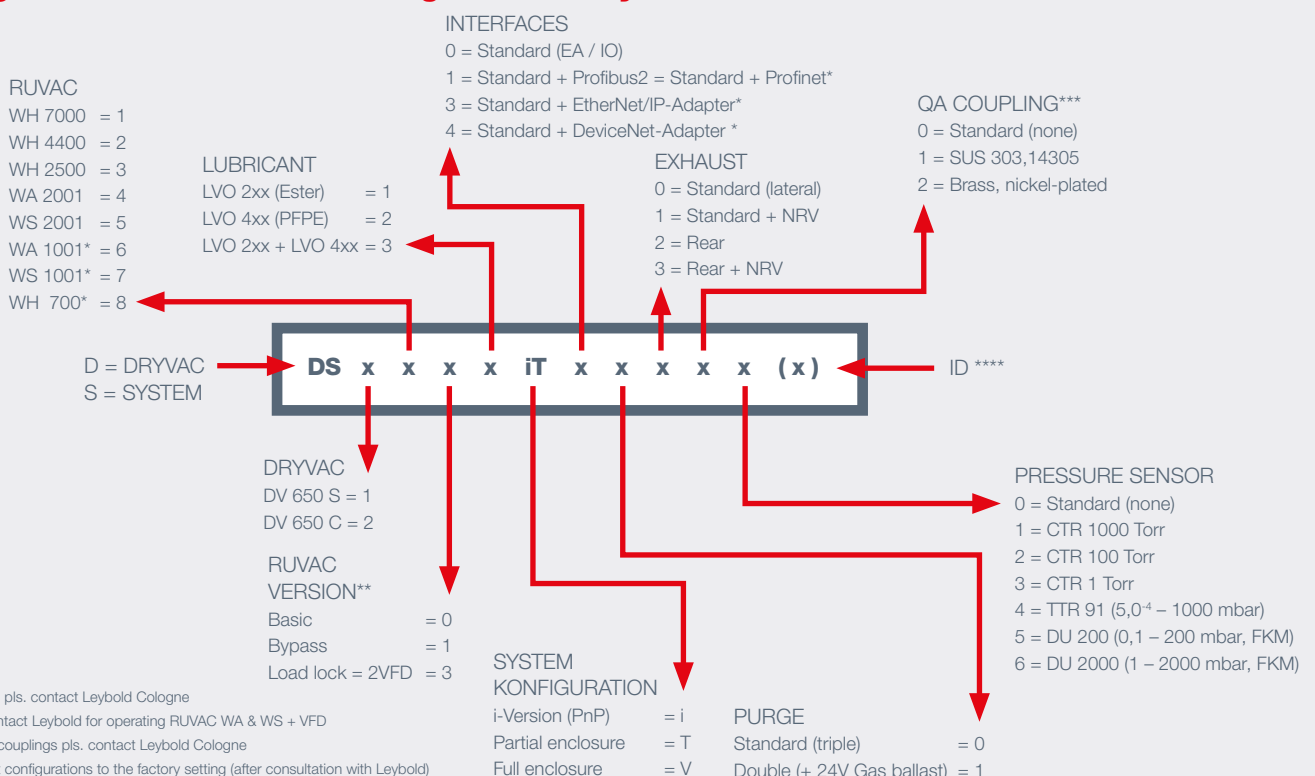 INTERFACES
0 = Standard (EA / IO)
1 = Standard + Profibus2 = Standard + Profinet*
3 = Standard + EtherNet/IP-Adapter*
4 = Standard + DeviceNet-Adapter *
RUVAC
WH 7000 = 1
WH 4400 = 2
WH 2500 = 3
WA 2001 = 4
WS 2001 = 5
WA 1001* = 6
WS 1001* = 7
WH 700* = 8
LUBRICANT
LVO 2xx (Ester) = 1
LVO 4xx (PFPE) = 2
LVO 2xx + LVO 4xx = 3
EXHAUST
0 = Standard (lateral)
1 = Standard + NRV
2 = Rear
3 = Rear + NRV
QA COUPLING***
0 = Standard (none)
1 = SUS 303,14305
2 = Brass, nickel-plated
D = DRYVAC
S = SYSTEM
DS x x x x iT x x x x x (x)
ID ****
DRYVAC
DV 650 S = 1
DV 650 C = 2
RUVAC
VERSION**
Basic = 0
Bypass = 1
Load lock = 2VFD = 3
SYSTEM
KONFIGURATION
i-Version (PnP) = i
Partial enclosure = T
Full enclosure = V
PURGE
Standard (triple) = 0
Double (+ 24V Gas ballast) = 1
PRESSURE SENSOR
0 = Standard (none)
1 = CTR 1000 Torr
2 = CTR 100 Torr
3 = CTR 1 Torr
4 = TTR 91 (5,0⁻⁴ – 1000 mbar)
5 = DU 200 (0,1 – 200 mbar, FKM)
6 = DU 2000 (1 – 2000 mbar, FKM)
pls. contact Leybold Cologne
ntact Leybold for operating RUVAC WA & WS + VFD
couplings pls. contact Leybold Cologne
configurations to the factory setting (after consultation with Leybold)